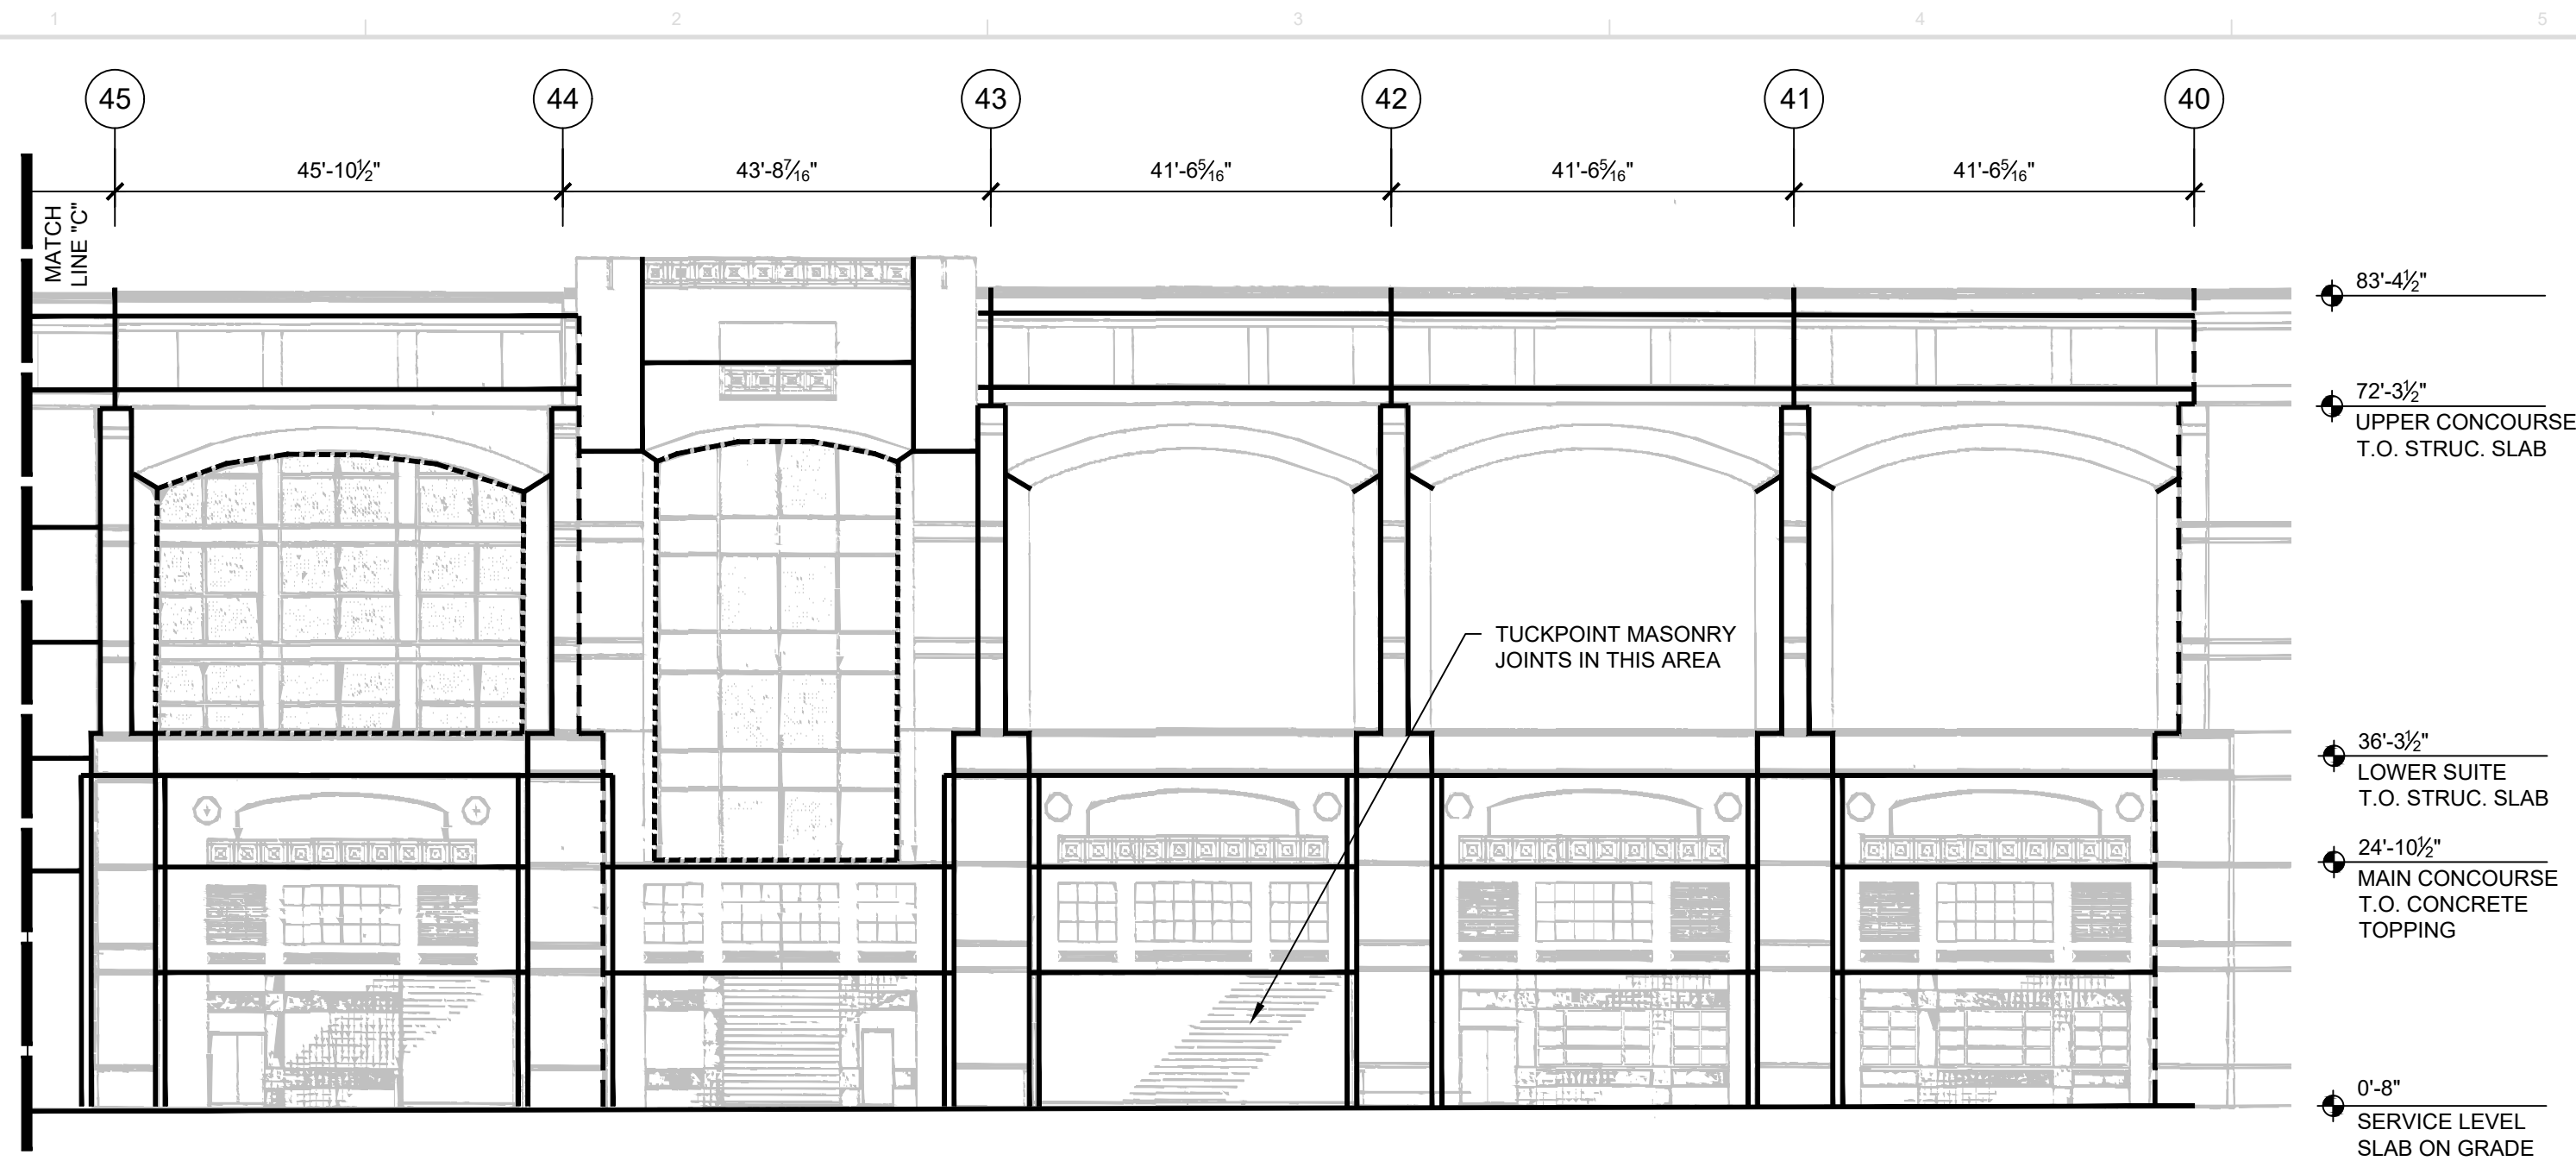 1 2 3 4 5
45 44 43 42 41 40
45'-10½" 43'-8⁷⁄₁₆" 41'-6⁵⁄₁₆" 41'-6⁵⁄₁₆" 41'-6⁵⁄₁₆"
MATCH
LINE "C"
83'-4½"
72'-3½"
UPPER CONCOURSE
T.O. STRUC. SLAB
TUCKPOINT MASONRY
JOINTS IN THIS AREA
36'-3½"
LOWER SUITE
T.O. STRUC. SLAB
24'-10½"
MAIN CONCOURSE
T.O. CONCRETE
TOPPING
0'-8"
SERVICE LEVEL
SLAB ON GRADE